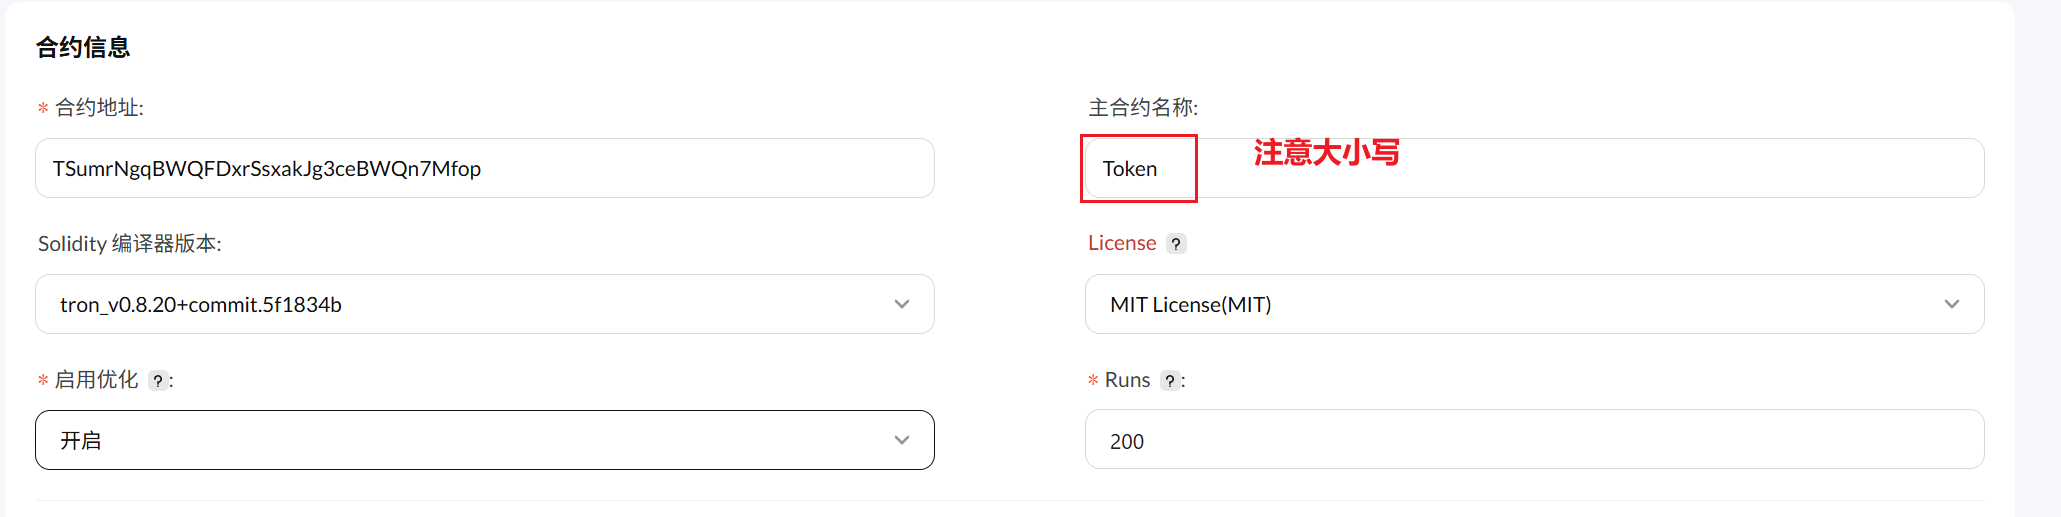 合约信息
* 合约地址:
TSumrNgqBWQFDxrSsxakJg3ceBWQn7Mfop
主合约名称:
Token
注意大小写
Solidity 编译器版本:
tron_v0.8.20+commit.5f1834b
License ?
MIT License(MIT)
* 启用优化 ?:
开启
* Runs ?:
200